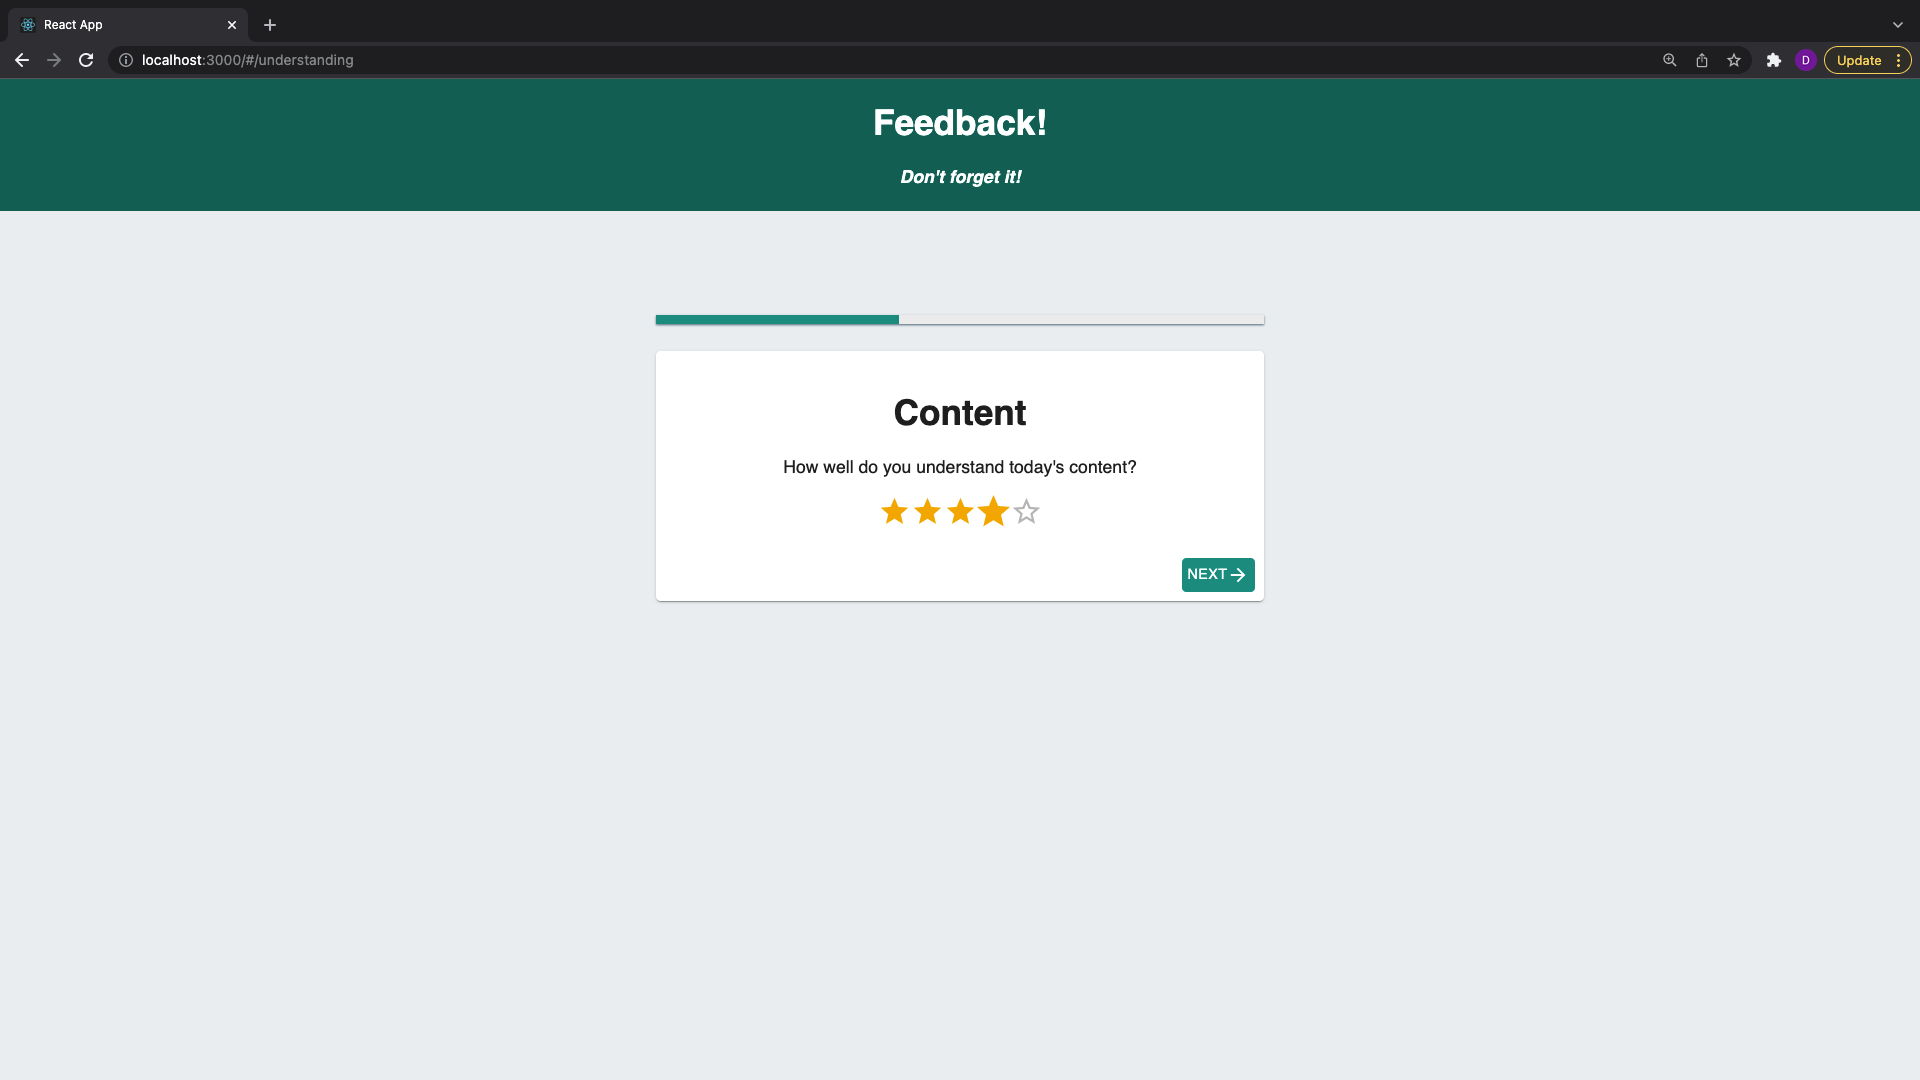 React App
localhost:3000/#/understanding
D
Update
Feedback!
Don't forget it!
Content
How well do you understand today's content?
NEXT